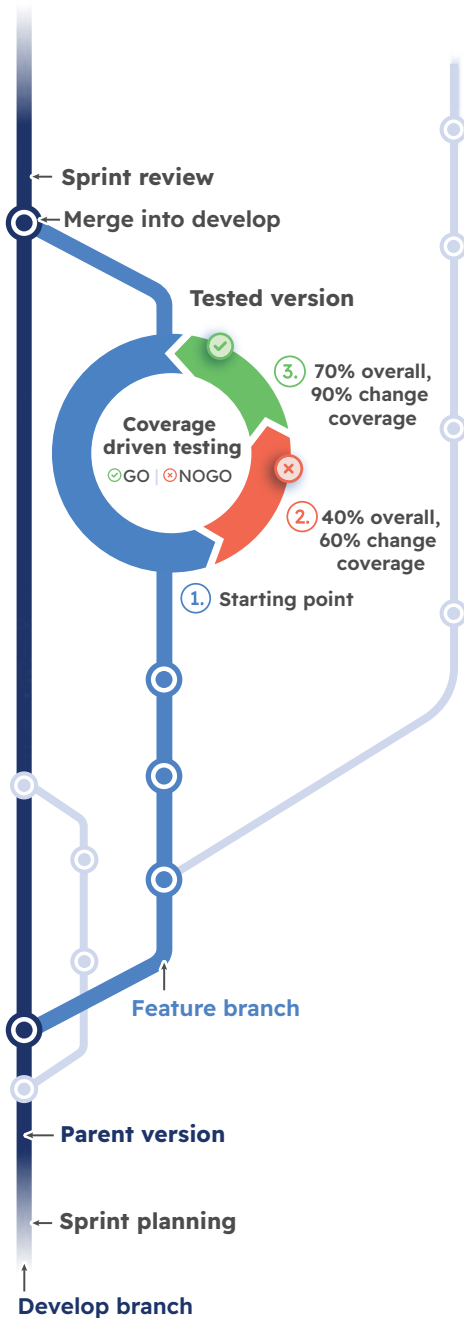 Sprint review
Merge into develop
Tested version
3. 70% overall,
90% change
coverage
Coverage
driven testing
GO | NOGO
2. 40% overall,
60% change
coverage
1. Starting point
Feature branch
Parent version
Sprint planning
Develop branch